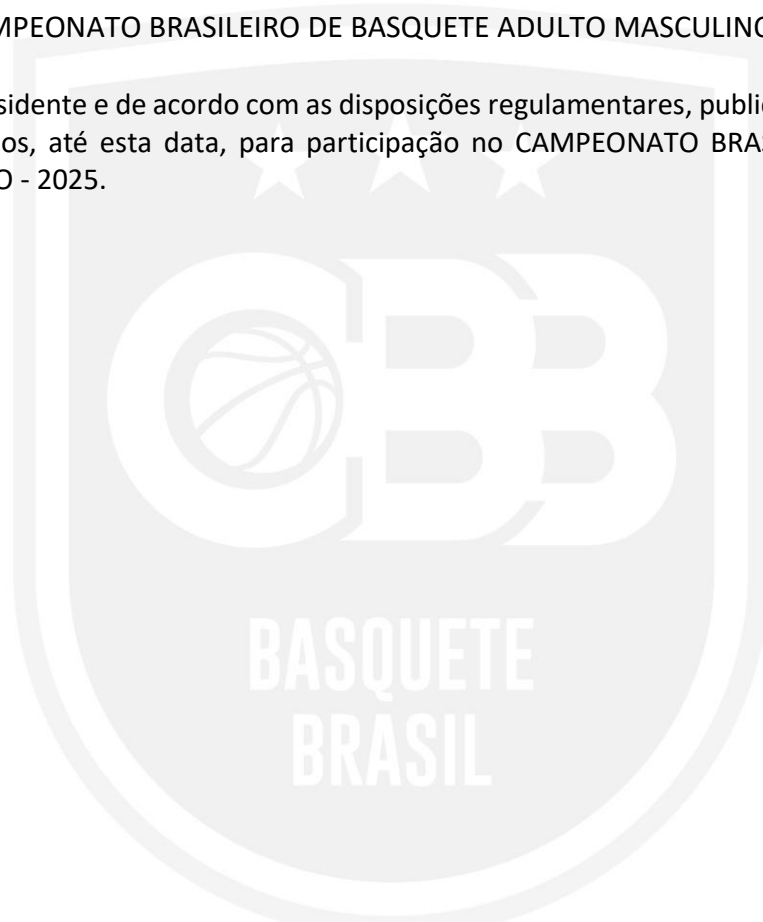 MPEONATO BRASILEIRO DE BASQUETE ADULTO MASCULINO
sidente e de acordo com as disposições regulamentares, public
os, até esta data, para participação no CAMPEONATO BRAS
O - 2025.
CBB
BASQUETE
BRASIL